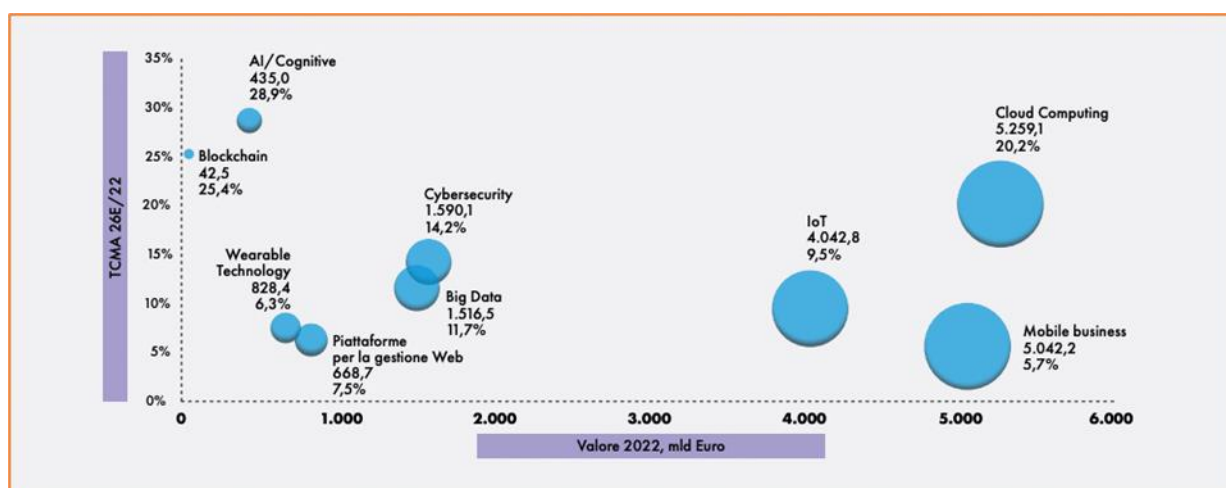 TCMA 26E/22
35%
30%
25%
20%
15%
10%
5%
0%
AI/Cognitive
435,0
28,9%
Blockchain
42,5
25,4%
Cybersecurity
1.590,1
14,2%
Wearable
Technology
828,4
6,3%
Big Data
1.516,5
11,7%
Piattaforme
per la gestione Web
668,7
7,5%
Cloud Computing
5.259,1
20,2%
IoT
4.042,8
9,5%
Mobile business
5.042,2
5,7%
0
1.000
2.000
3.000
4.000
5.000
6.000
Valore 2022, mld Euro